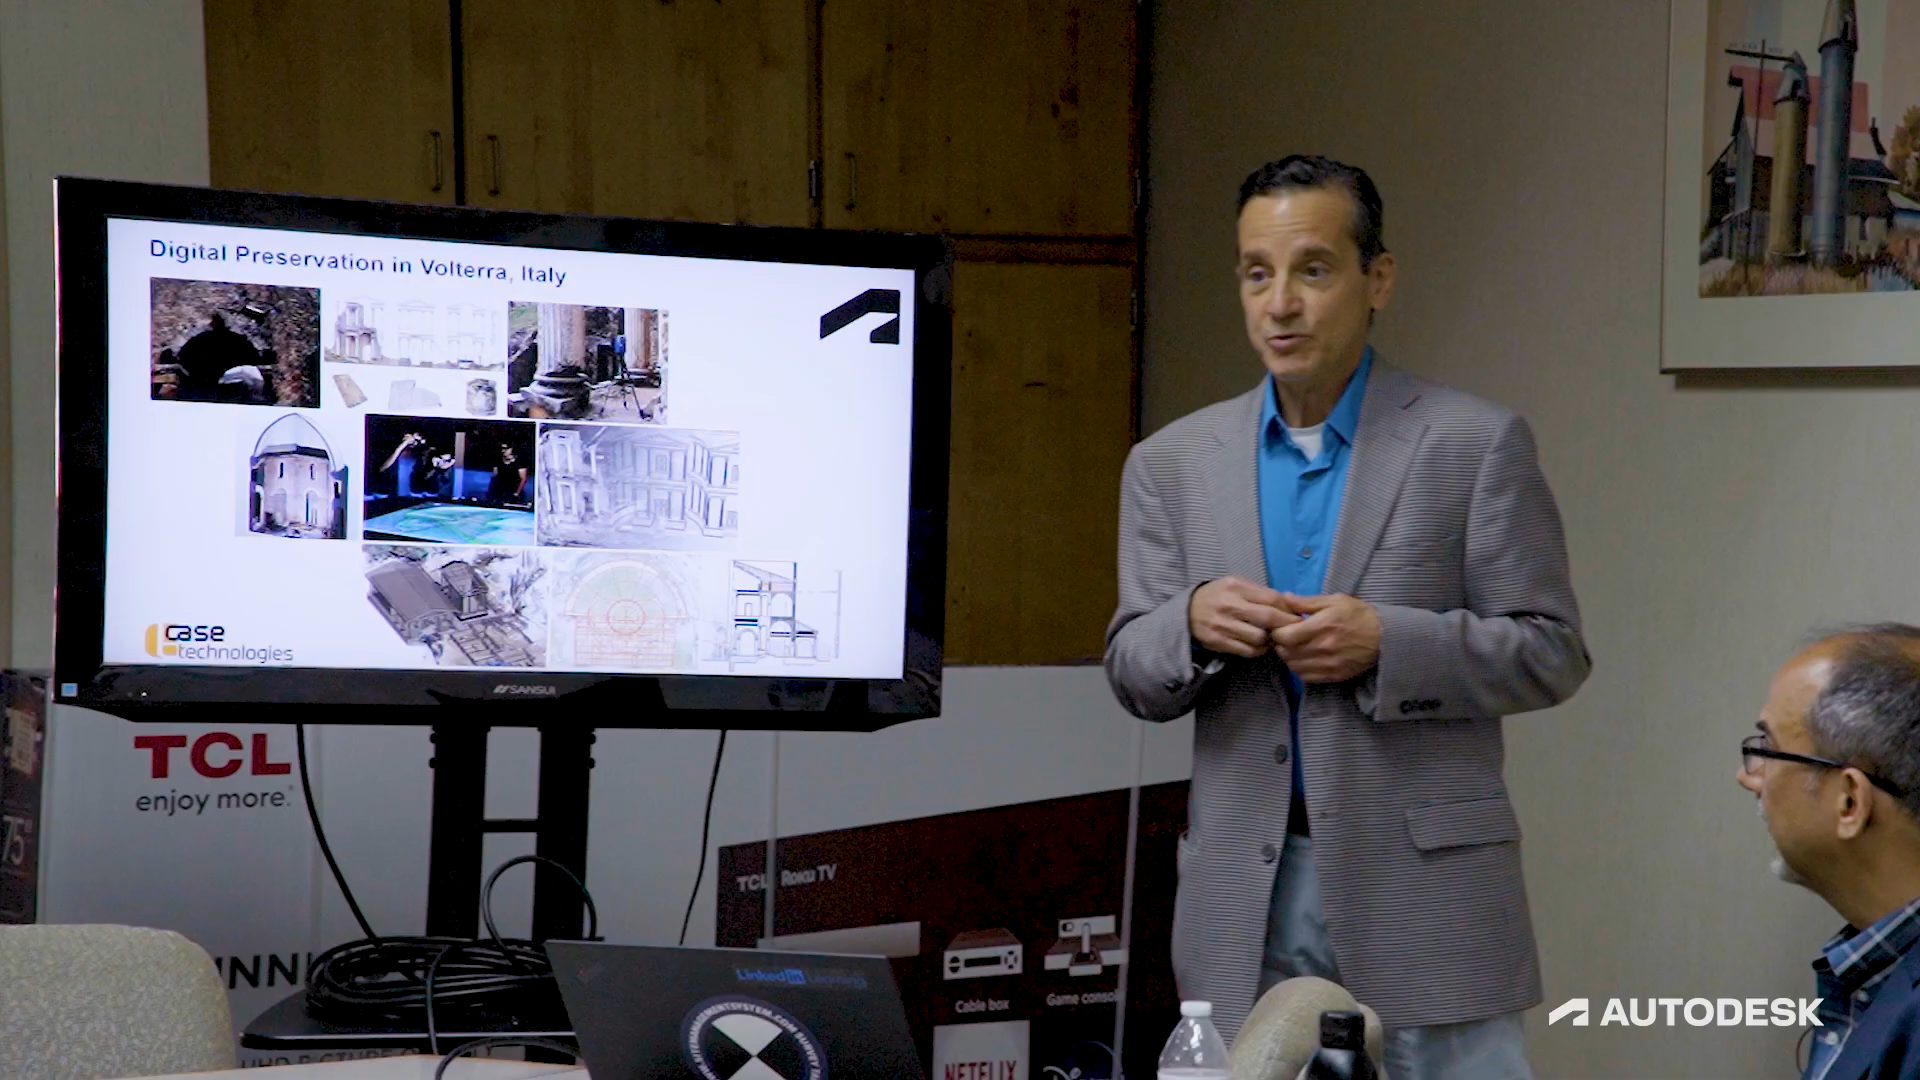 Digital Preservation in Volterra, Italy
case
technologies
SANSUI
TCL
enjoy more.
75"
TCL Roku TV
Cable box
Game console
NETFLIX
Linked in Learning
AUTODESK